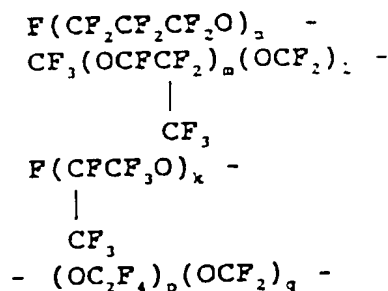 F(CF₂CF₂CF₂O)ₐ -
CF₃(OCFCF₂)ₘ(OCF₂)ₗ -
CF₃
F(CFCF₃O)ₖ -
CF₃
- (OC₂F₄)ₚ(OCF₂)q -